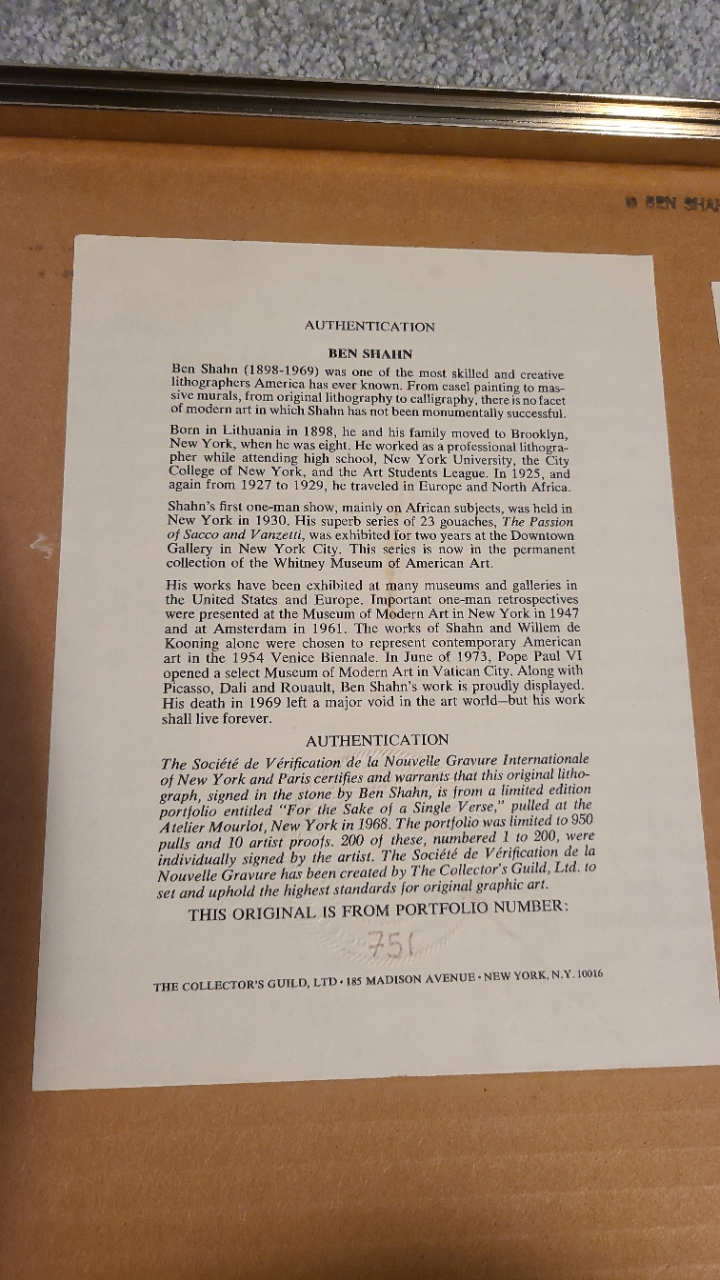 BEN SHAH
AUTHENTICATION
BEN SHAHN
Ben Shahn (1898-1969) was one of the most skilled and creative
lithographers America has ever known. From easel painting to mas-
sive murals, from original lithography to calligraphy, there is no facet
of modern art in which Shahn has not been monumentally successful.
Born in Lithuania in 1898, he and his family moved to Brooklyn,
New York, when he was eight. He worked as a professional lithogra-
pher while attending high school, New York University, the City
College of New York, and the Art Students League. In 1925, and
again from 1927 to 1929, he traveled in Europe and North Africa.
Shahn's first one-man show, mainly on African subjects, was held in
New York in 1930. His superb series of 23 gouaches, The Passion
of Sacco and Vanzetti, was exhibited for two years at the Downtown
Gallery in New York City. This series is now in the permanent
collection of the Whitney Museum of American Art.
His works have been exhibited at many museums and galleries in
the United States and Europe. Important one-man retrospectives
were presented at the Museum of Modern Art in New York in 1947
and at Amsterdam in 1961. The works of Shahn and Willem de
Kooning alone were chosen to represent contemporary American
art in the 1954 Venice Biennale. In June of 1973, Pope Paul VI
opened a select Museum of Modern Art in Vatican City. Along with
Picasso, Dali and Rouault, Ben Shahn's work is proudly displayed.
His death in 1969 left a major void in the art world—but his work
shall live forever.
AUTHENTICATION
The Société de Vérification de la Nouvelle Gravure Internationale
of New York and Paris certifies and warrants that this original litho-
graph, signed in the stone by Ben Shahn, is from a limited edition
portfolio entitled "For the Sake of a Single Verse," pulled at the
Atelier Mourlot, New York in 1968. The portfolio was limited to 950
pulls and 10 artist proofs. 200 of these, numbered 1 to 200, were
individually signed by the artist. The Société de Vérification de la
Nouvelle Gravure has been created by The Collector's Guild, Ltd. to
set and uphold the highest standards for original graphic art.
THIS ORIGINAL IS FROM PORTFOLIO NUMBER:
751
THE COLLECTOR'S GUILD, LTD • 185 MADISON AVENUE • NEW YORK, N.Y. 10016